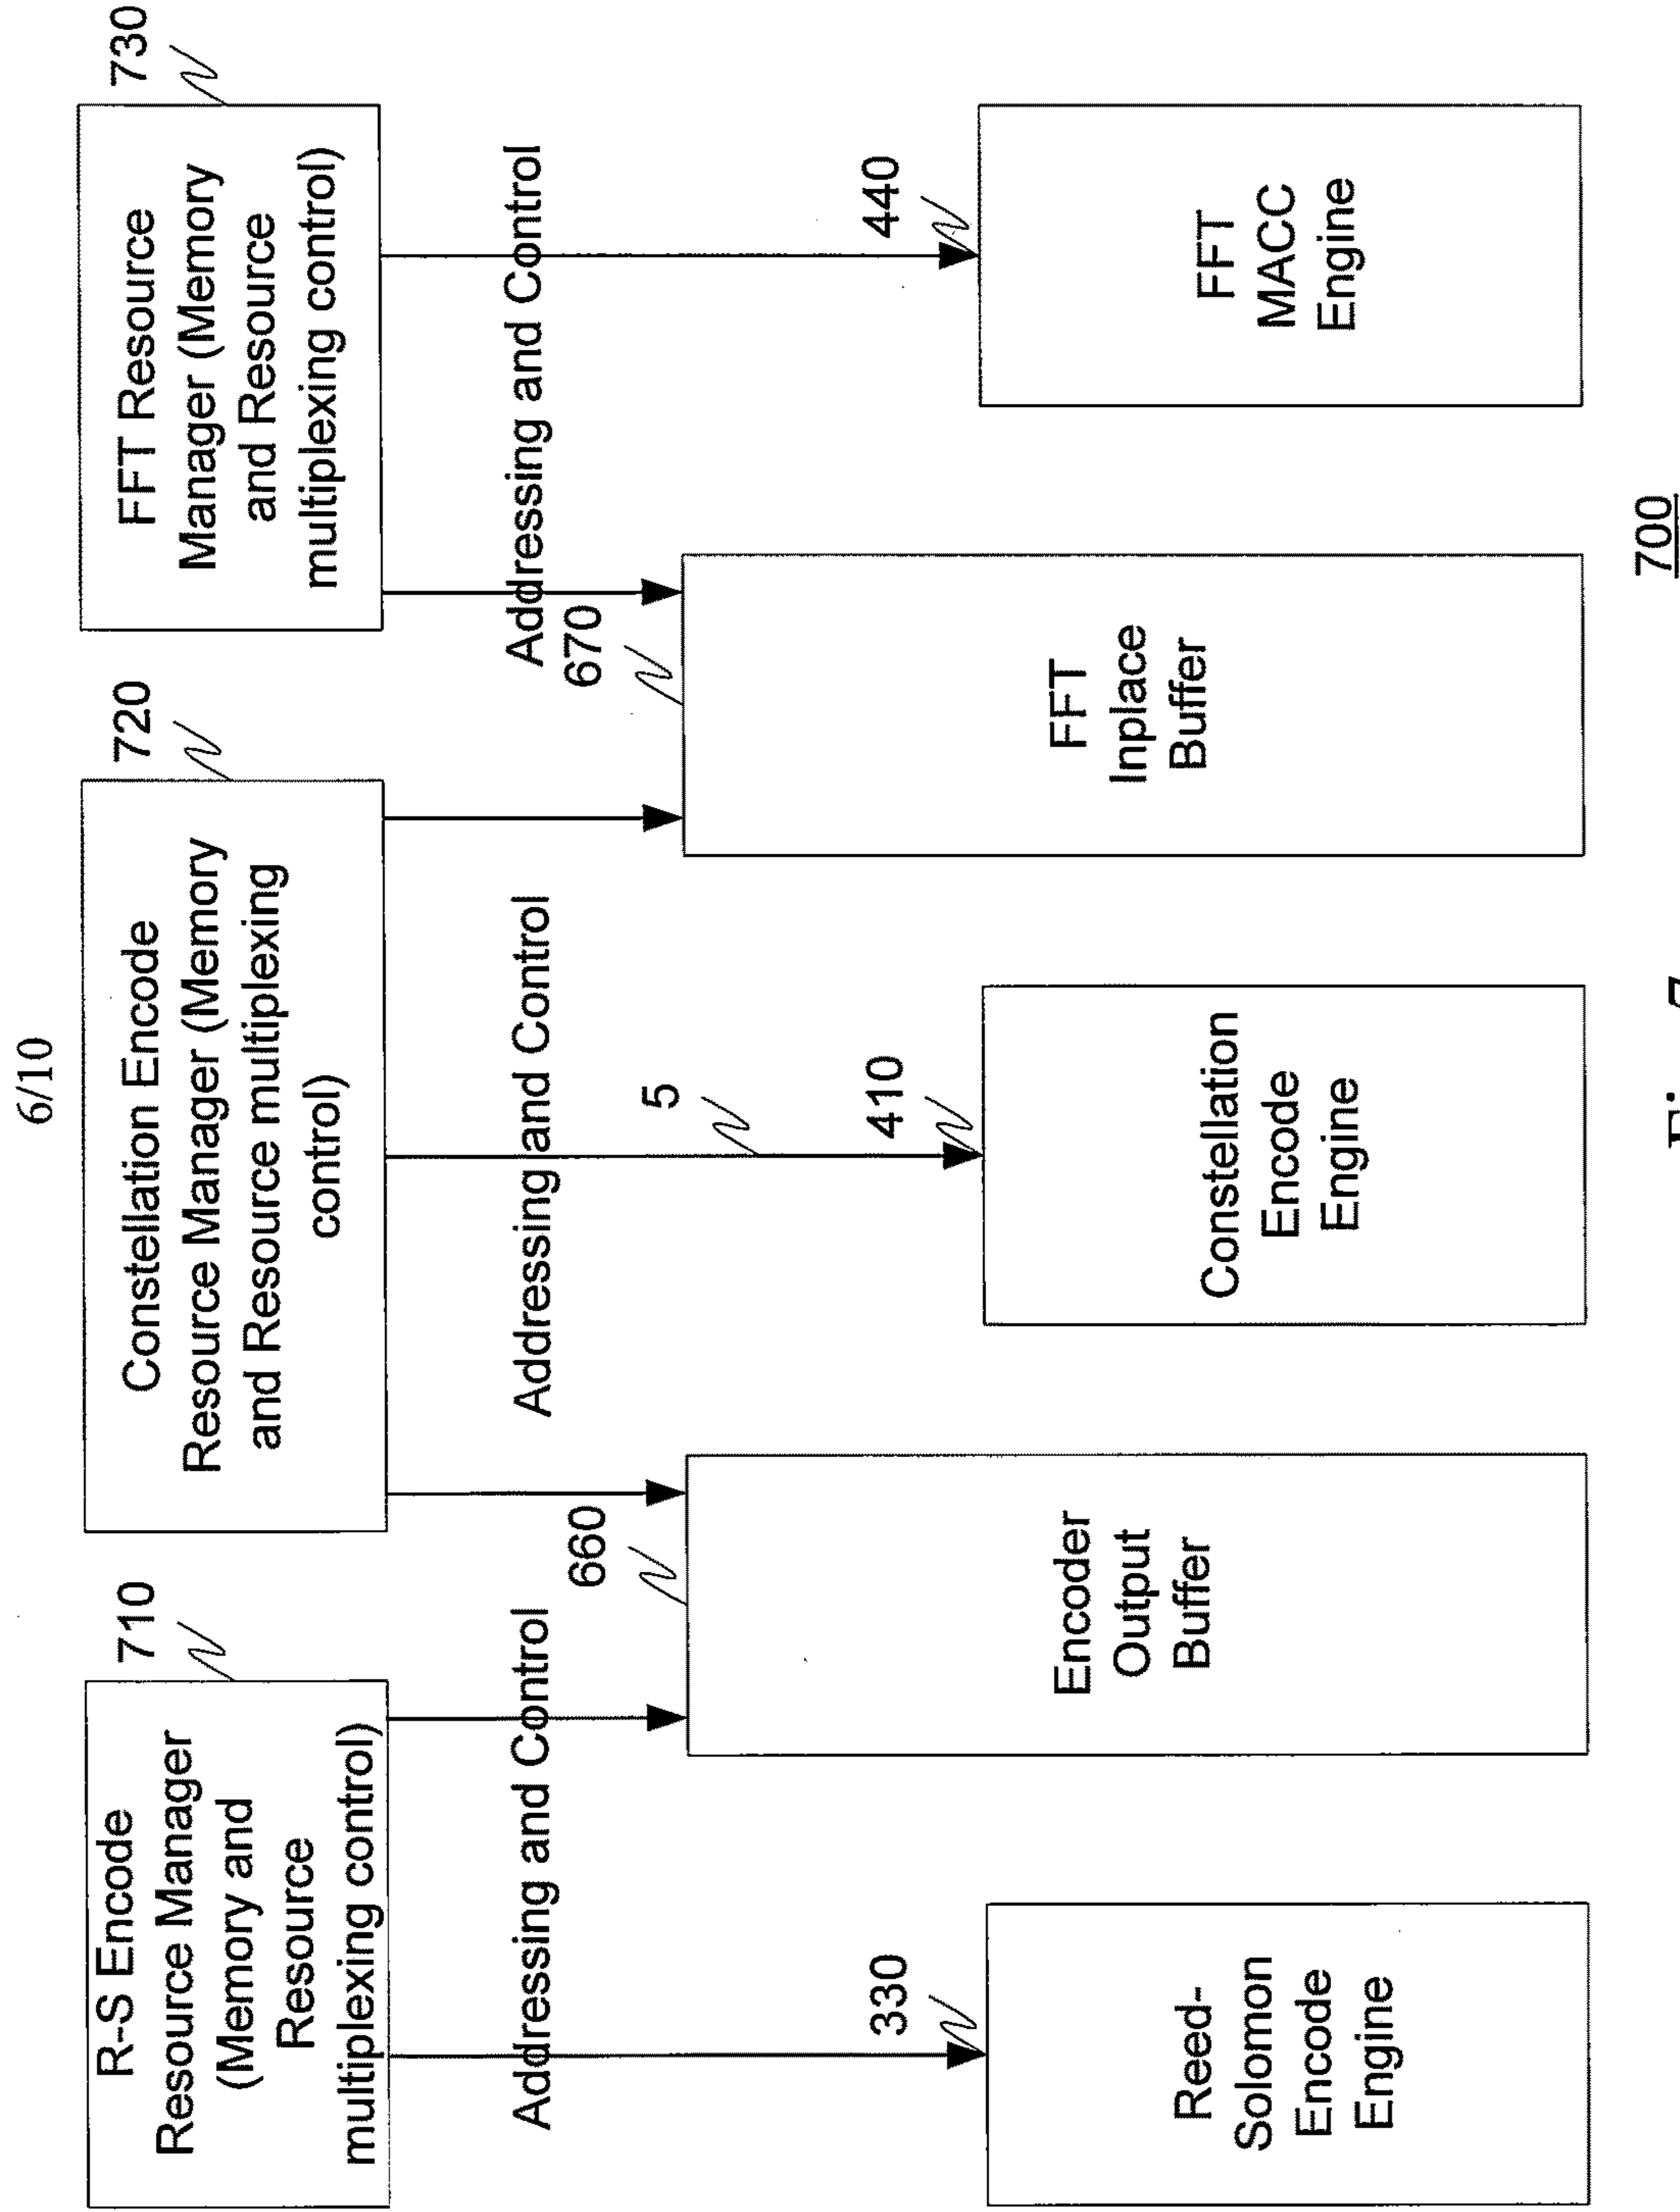 6/10
710
R-S Encode
Resource Manager
(Memory and
Resource
multiplexing control)
720
Constellation Encode
Resource Manager (Memory
and Resource multiplexing
control)
730
FFT Resource
Manager (Memory
and Resource
multiplexing control)
Addressing and Control
Addressing and Control
Addressing and Control
330
660
5
410
670
440
Reed-
Solomon
Encode
Engine
Encoder
Output
Buffer
Constellation
Encode
Engine
FFT
Inplace
Buffer
FFT
MACC
Engine
700